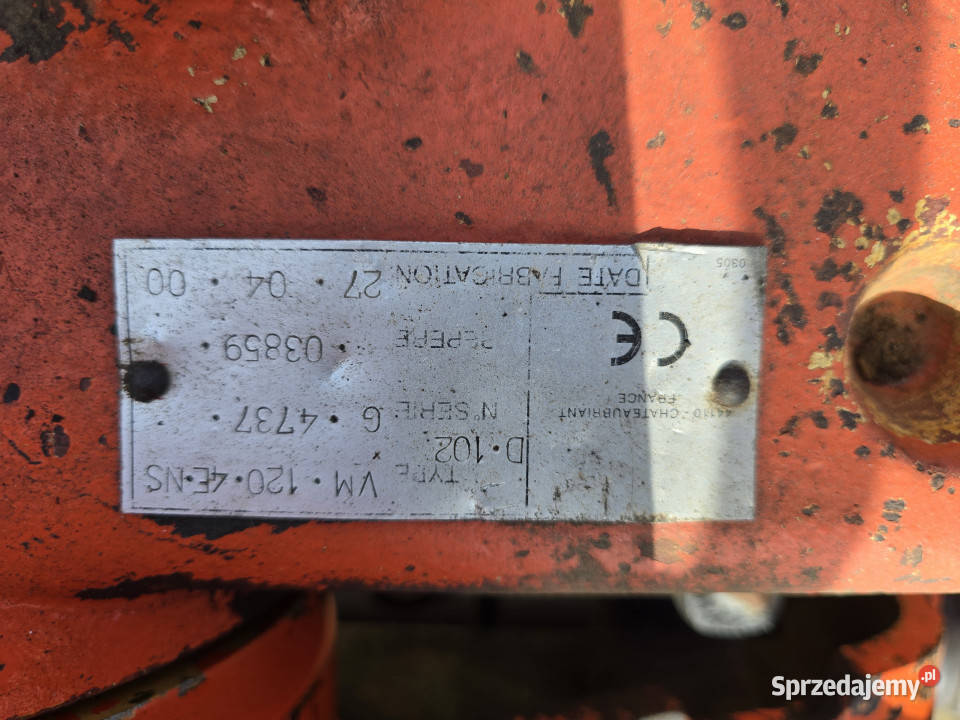 TYPE VM · 120 · 4E · NS
D · 102
N° SERIE G · 4737 ·
REPERE · 03859 ·
44110 - CHATEAUBRIANT
FRANCE
CE
DATE FABRICATION 27 · 04 · 00
0305
Sprzedajemy.pl